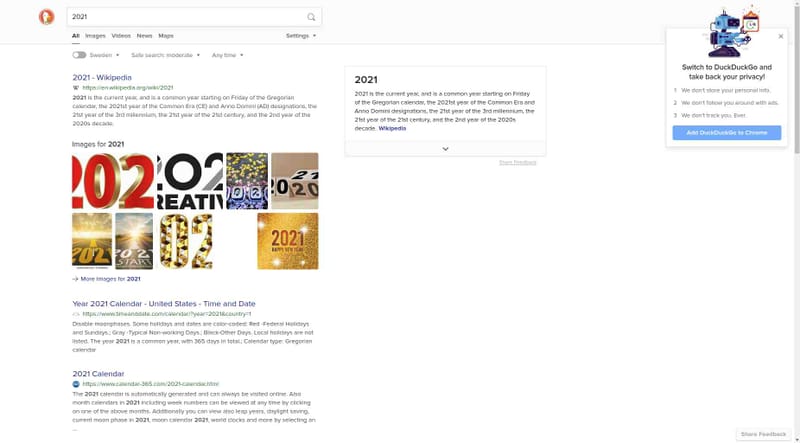 2021
All Images Videos News Maps Settings
Sweden Safe search: moderate Any time
2021 - Wikipedia
https://en.wikipedia.org/wiki/2021
2021 is the current year, and is a common year starting on Friday of the Gregorian
calendar, the 2021st year of the Common Era (CE) and Anno Domini (AD) designations, the
21st year of the 3rd millennium, the 21st year of the 21st century, and the 2nd year of the
2020s decade.
Images for 2021
202
202
CREATIV
2021
2021
202
START
202
2021
HAPPY NEW YEAR
More Images for 2021
Year 2021 Calendar - United States - Time and Date
https://www.timeanddate.com/calendar/?year=2021&country=1
Disable moonphases. Some holidays and dates are color-coded: Red -Federal Holidays
and Sundays.; Gray -Typical Non-working Days.; Black-Other Days. Local holidays are not
listed. The year 2021 is a common year, with 365 days in total.; Calendar type: Gregorian
calendar
2021 Calendar
https://www.calendar-365.com/2021-calendar.html
The 2021 calendar is automatically generated and can always be visited online. Also
month calendars in 2021 including week numbers can be viewed at any time by clicking
on one of the above months. Additionally you can view also leap years, daylight saving,
current moon phase in 2021, moon calendar 2021, world clocks and more by selecting an
...
2021
2021 is the current year, and is a common year starting on Friday
of the Gregorian calendar, the 2021st year of the Common Era and
Anno Domini designations, the 21st year of the 3rd millennium, the
21st year of the 21st century, and the 2nd year of the 2020s
decade. Wikipedia
Share Feedback
Switch to DuckDuckGo and
take back your privacy!
1 We don't store your personal info.
2 We don't follow you around with ads.
3 We don't track you. Ever.
Add DuckDuckGo to Chrome
Share Feedback